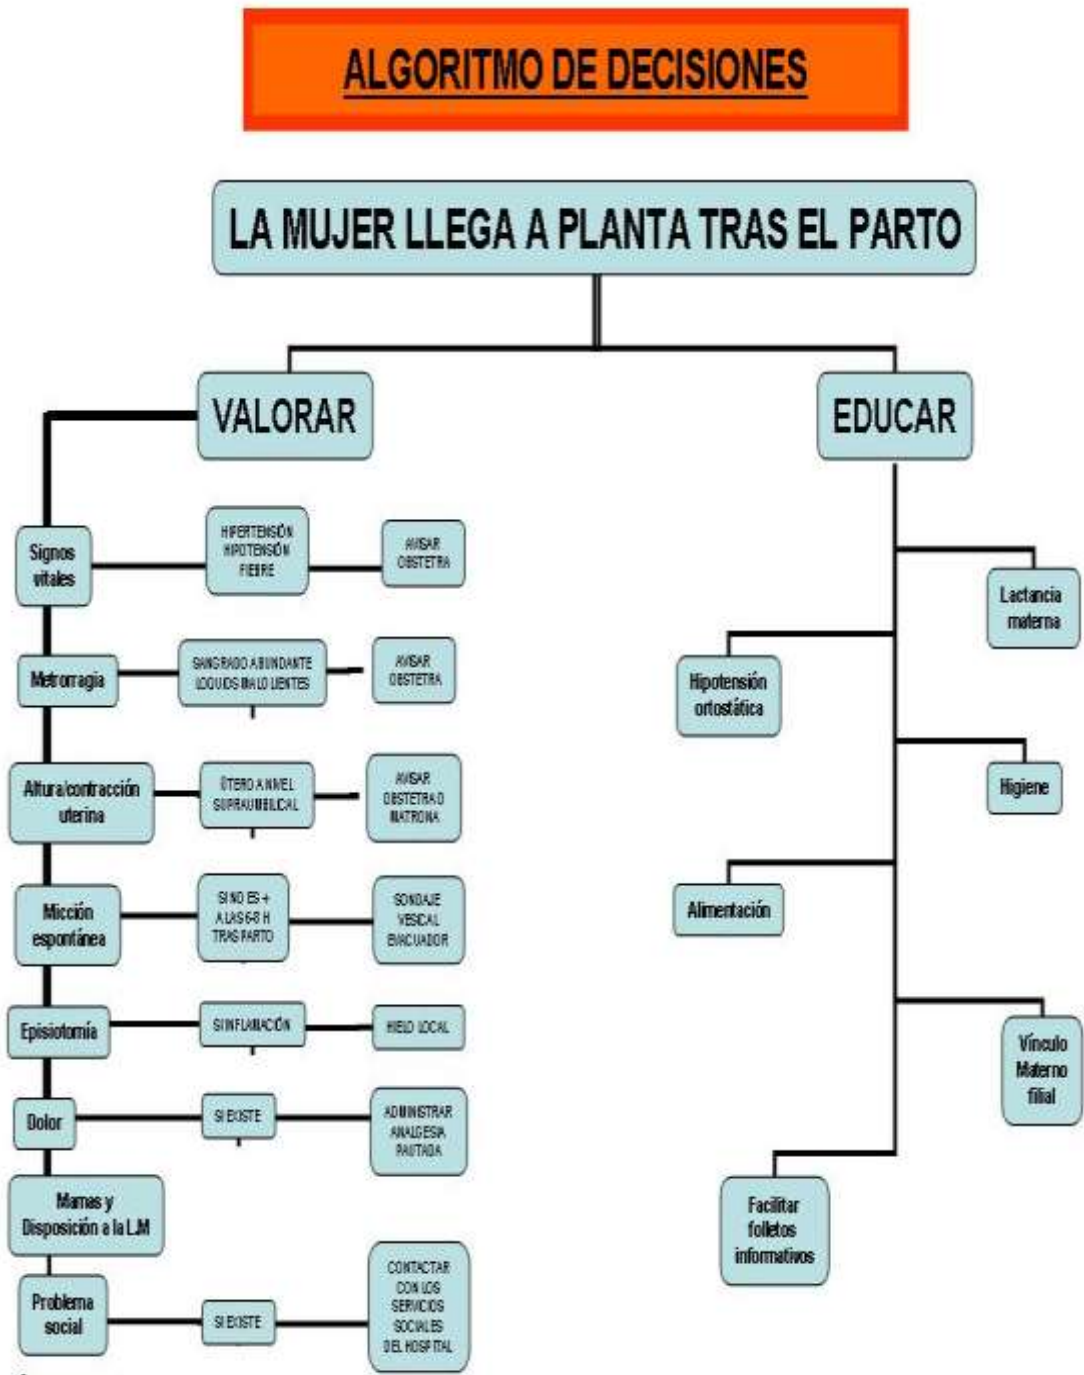 ALGORITMO DE DECISIONES
LA MUJER LLEGA A PLANTA TRAS EL PARTO
VALORAR
EDUCAR
Signos
vitales
HIPERTENSIÓN
HIPOTENSIÓN
FIEBRE
AVISAR
OBSTETRA
Metrorragia
SANGRADO ABUNDANTE
LOQUIOS MALOLIENTES
AVISAR
OBSTETRA
Altura/contracción
uterina
ÚTERO A NIVEL
SUPRAUMBILICAL
AVISAR
OBSTETRA O
MATRONA
Micción
espontánea
SI NO ES +
A LAS 6-8 H
TRAS PARTO
SONDAJE
VESICAL
EVACUADOR
Episiotomía
SI INFLAMACIÓN
HIELO LOCAL
Dolor
SI EXISTE
ADMINISTRAR
ANALGESIA
PAUTADA
Mamas y
Disposición a la L.M
Problema
social
SI EXISTE
CONTACTAR
CON LOS
SERVICIOS
SOCIALES
DEL HOSPITAL
Lactancia
materna
Hipotensión
ortostática
Higiene
Alimentación
Vínculo
Materno
filial
Facilitar
folletos
informativos